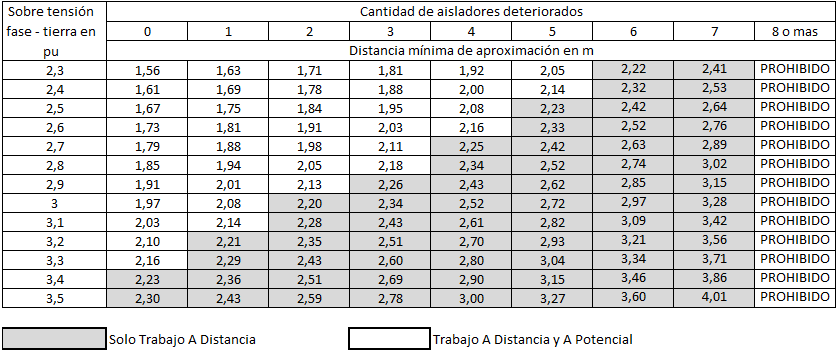 Sobre tensión fase - tierra en pu Cantidad de aisladores deteriorados
0 1 2 3 4 5 6 7 8 o mas
Distancia mínima de aproximación en m
2,3 1,56 1,63 1,71 1,81 1,92 2,05 2,22 2,41 PROHIBIDO
2,4 1,61 1,69 1,78 1,88 2,00 2,14 2,32 2,53 PROHIBIDO
2,5 1,67 1,75 1,84 1,95 2,08 2,23 2,42 2,64 PROHIBIDO
2,6 1,73 1,81 1,91 2,03 2,16 2,33 2,52 2,76 PROHIBIDO
2,7 1,79 1,88 1,98 2,11 2,25 2,42 2,63 2,89 PROHIBIDO
2,8 1,85 1,94 2,05 2,18 2,34 2,52 2,74 3,02 PROHIBIDO
2,9 1,91 2,01 2,13 2,26 2,43 2,62 2,85 3,15 PROHIBIDO
3 1,97 2,08 2,20 2,34 2,52 2,72 2,97 3,28 PROHIBIDO
3,1 2,03 2,14 2,28 2,43 2,61 2,82 3,09 3,42 PROHIBIDO
3,2 2,10 2,21 2,35 2,51 2,70 2,93 3,21 3,56 PROHIBIDO
3,3 2,16 2,29 2,43 2,60 2,80 3,04 3,34 3,71 PROHIBIDO
3,4 2,23 2,36 2,51 2,69 2,90 3,15 3,46 3,86 PROHIBIDO
3,5 2,30 2,43 2,59 2,78 3,00 3,27 3,60 4,01 PROHIBIDO
Solo Trabajo A Distancia Trabajo A Distancia y A Potencial